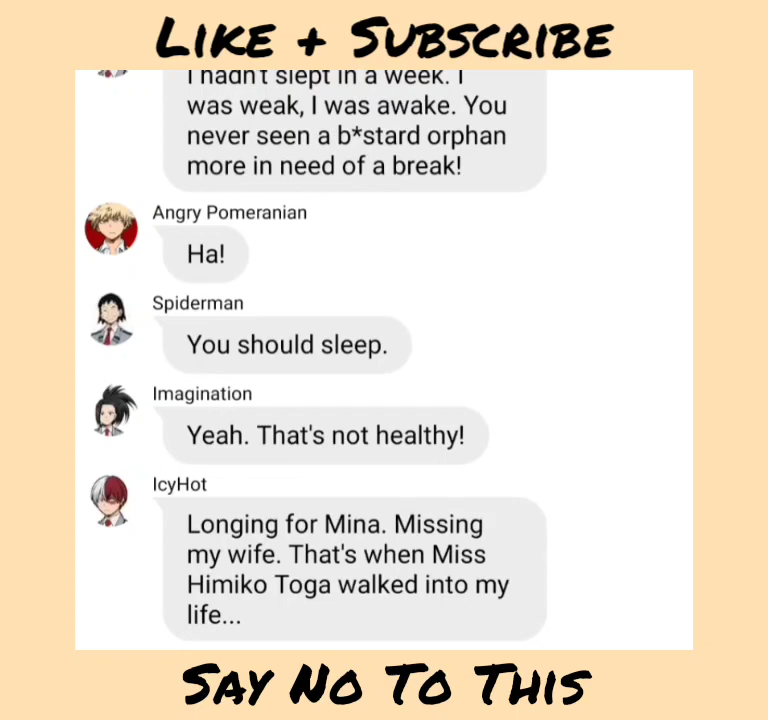 Like + Subscribe
I hadn't slept in a week. I
was weak, I was awake. You
never seen a b*stard orphan
more in need of a break!
Angry Pomeranian
Ha!
Spiderman
You should sleep.
Imagination
Yeah. That's not healthy!
IcyHot
Longing for Mina. Missing
my wife. That's when Miss
Himiko Toga walked into my
life...
Say No To This